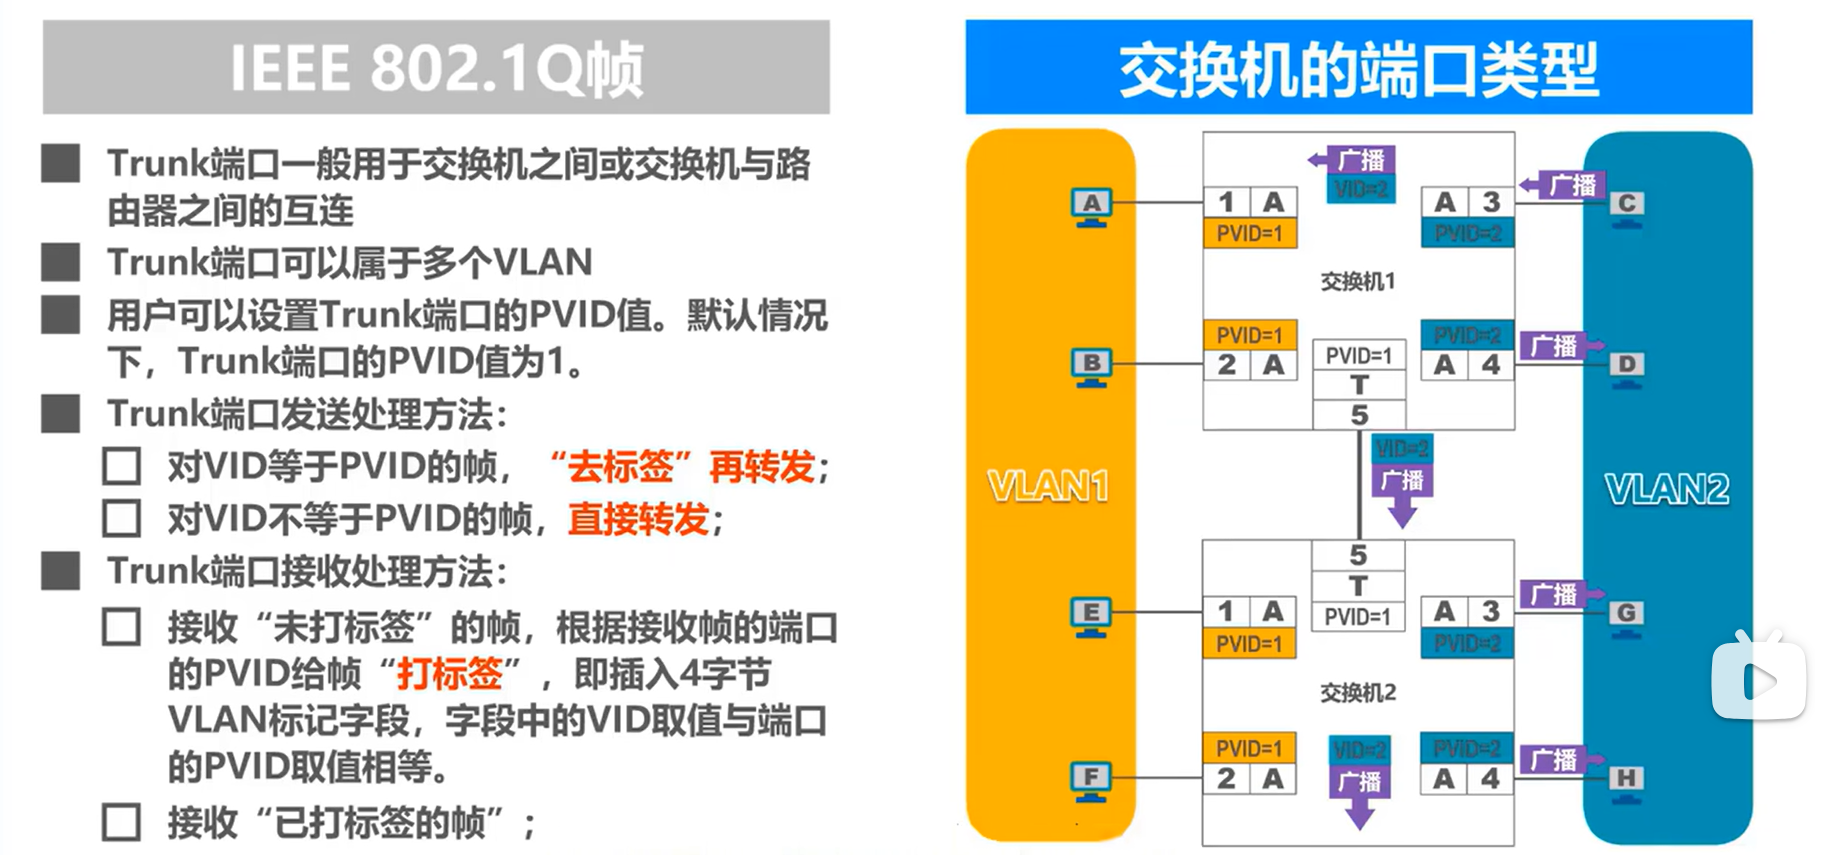 IEEE 802.1Q帧
Trunk端口一般用于交换机之间或交换机与路
由器之间的互连
Trunk端口可以属于多个VLAN
用户可以设置Trunk端口的PVID值。默认情况
下，Trunk端口的PVID值为1。
Trunk端口发送处理方法：
对VID等于PVID的帧，“去标签”再转发；
对VID不等于PVID的帧，直接转发；
Trunk端口接收处理方法：
接收“未打标签”的帧，根据接收帧的端口
的PVID给帧“打标签”，即插入4字节
VLAN标记字段，字段中的VID取值与端口
的PVID取值相等。
接收“已打标签的帧”；
交换机的端口类型
VLAN1
A
B
E
F
广播
VID=2
1 A
PVID=1
A 3
PVID=2
交换机1
PVID=1
2 A
PVID=1
T
5
PVID=2
A 4
VID=2
广播
5
T
PVID=1
1 A
PVID=1
A 3
PVID=2
交换机2
PVID=1
2 A
VID=2
广播
PVID=2
A 4
广播
C
广播
D
广播
G
广播
H
VLAN2